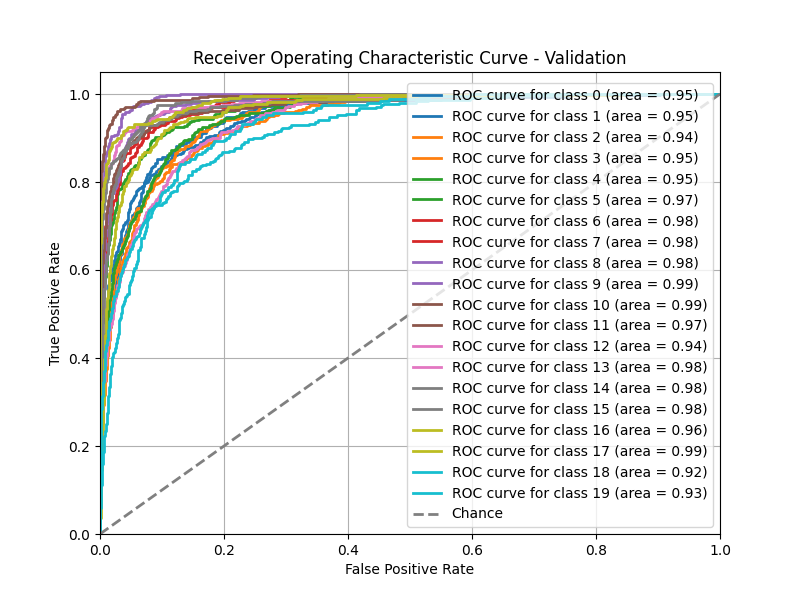 Receiver Operating Characteristic Curve - Validation
True Positive Rate
1.0
0.8
0.6
0.4
0.2
0.0
ROC curve for class 0 (area = 0.95)
ROC curve for class 1 (area = 0.95)
ROC curve for class 2 (area = 0.94)
ROC curve for class 3 (area = 0.95)
ROC curve for class 4 (area = 0.95)
ROC curve for class 5 (area = 0.97)
ROC curve for class 6 (area = 0.98)
ROC curve for class 7 (area = 0.98)
ROC curve for class 8 (area = 0.98)
ROC curve for class 9 (area = 0.99)
ROC curve for class 10 (area = 0.99)
ROC curve for class 11 (area = 0.97)
ROC curve for class 12 (area = 0.94)
ROC curve for class 13 (area = 0.98)
ROC curve for class 14 (area = 0.98)
ROC curve for class 15 (area = 0.98)
ROC curve for class 16 (area = 0.96)
ROC curve for class 17 (area = 0.99)
ROC curve for class 18 (area = 0.92)
ROC curve for class 19 (area = 0.93)
Chance
0.0 0.2 0.4 0.6 0.8 1.0
False Positive Rate